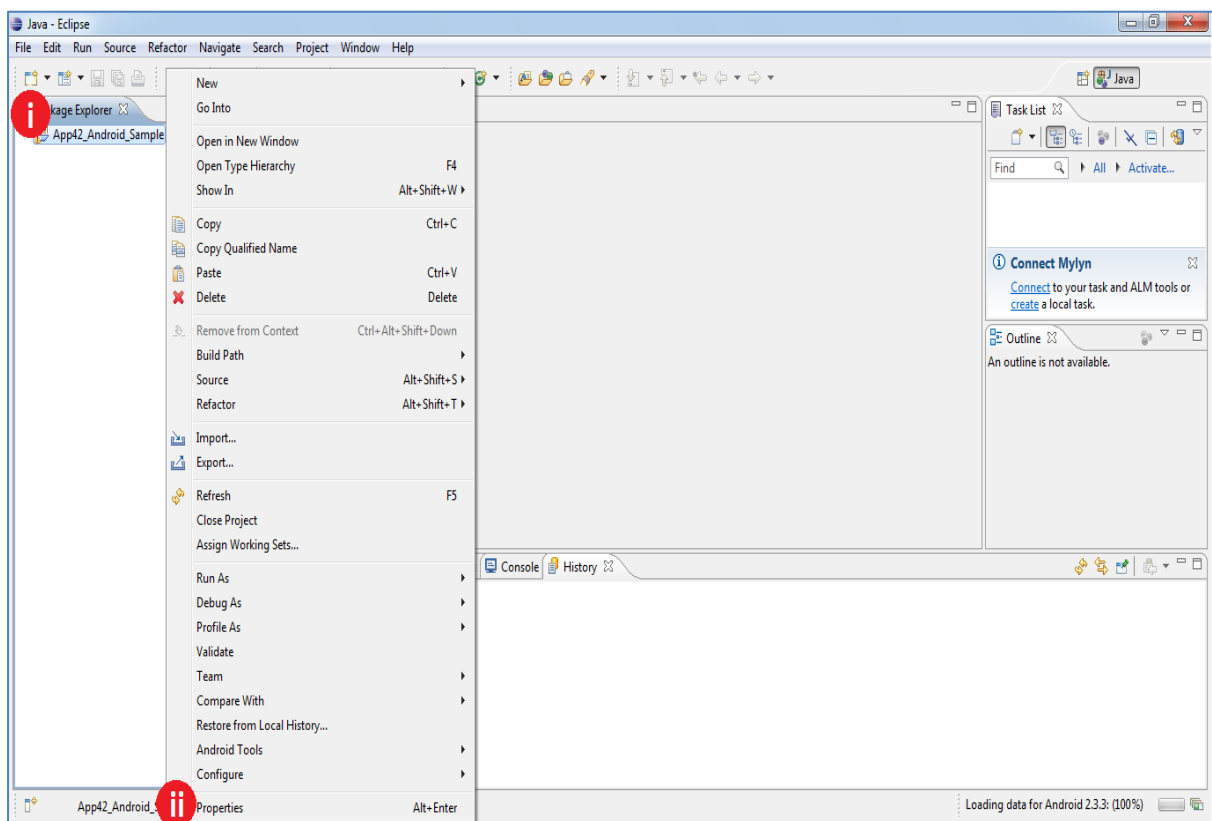 Java - Eclipse
File Edit Run Source Refactor Navigate Search Project Window Help
Java
i
kage Explorer
App42_Android_Sample
New
Go Into
Open in New Window
Open Type Hierarchy F4
Show In Alt+Shift+W
Copy Ctrl+C
Copy Qualified Name
Paste Ctrl+V
Delete Delete
Remove from Context Ctrl+Alt+Shift+Down
Build Path
Source Alt+Shift+S
Refactor Alt+Shift+T
Import...
Export...
Refresh F5
Close Project
Assign Working Sets...
Run As
Debug As
Profile As
Validate
Team
Compare With
Restore from Local History...
Android Tools
Configure
Properties Alt+Enter
Task List
Find All Activate...
Connect Mylyn
Connect to your task and ALM tools or
create a local task.
Outline
An outline is not available.
Console History
App42_Android_
ii
Loading data for Android 2.3.3: (100%)